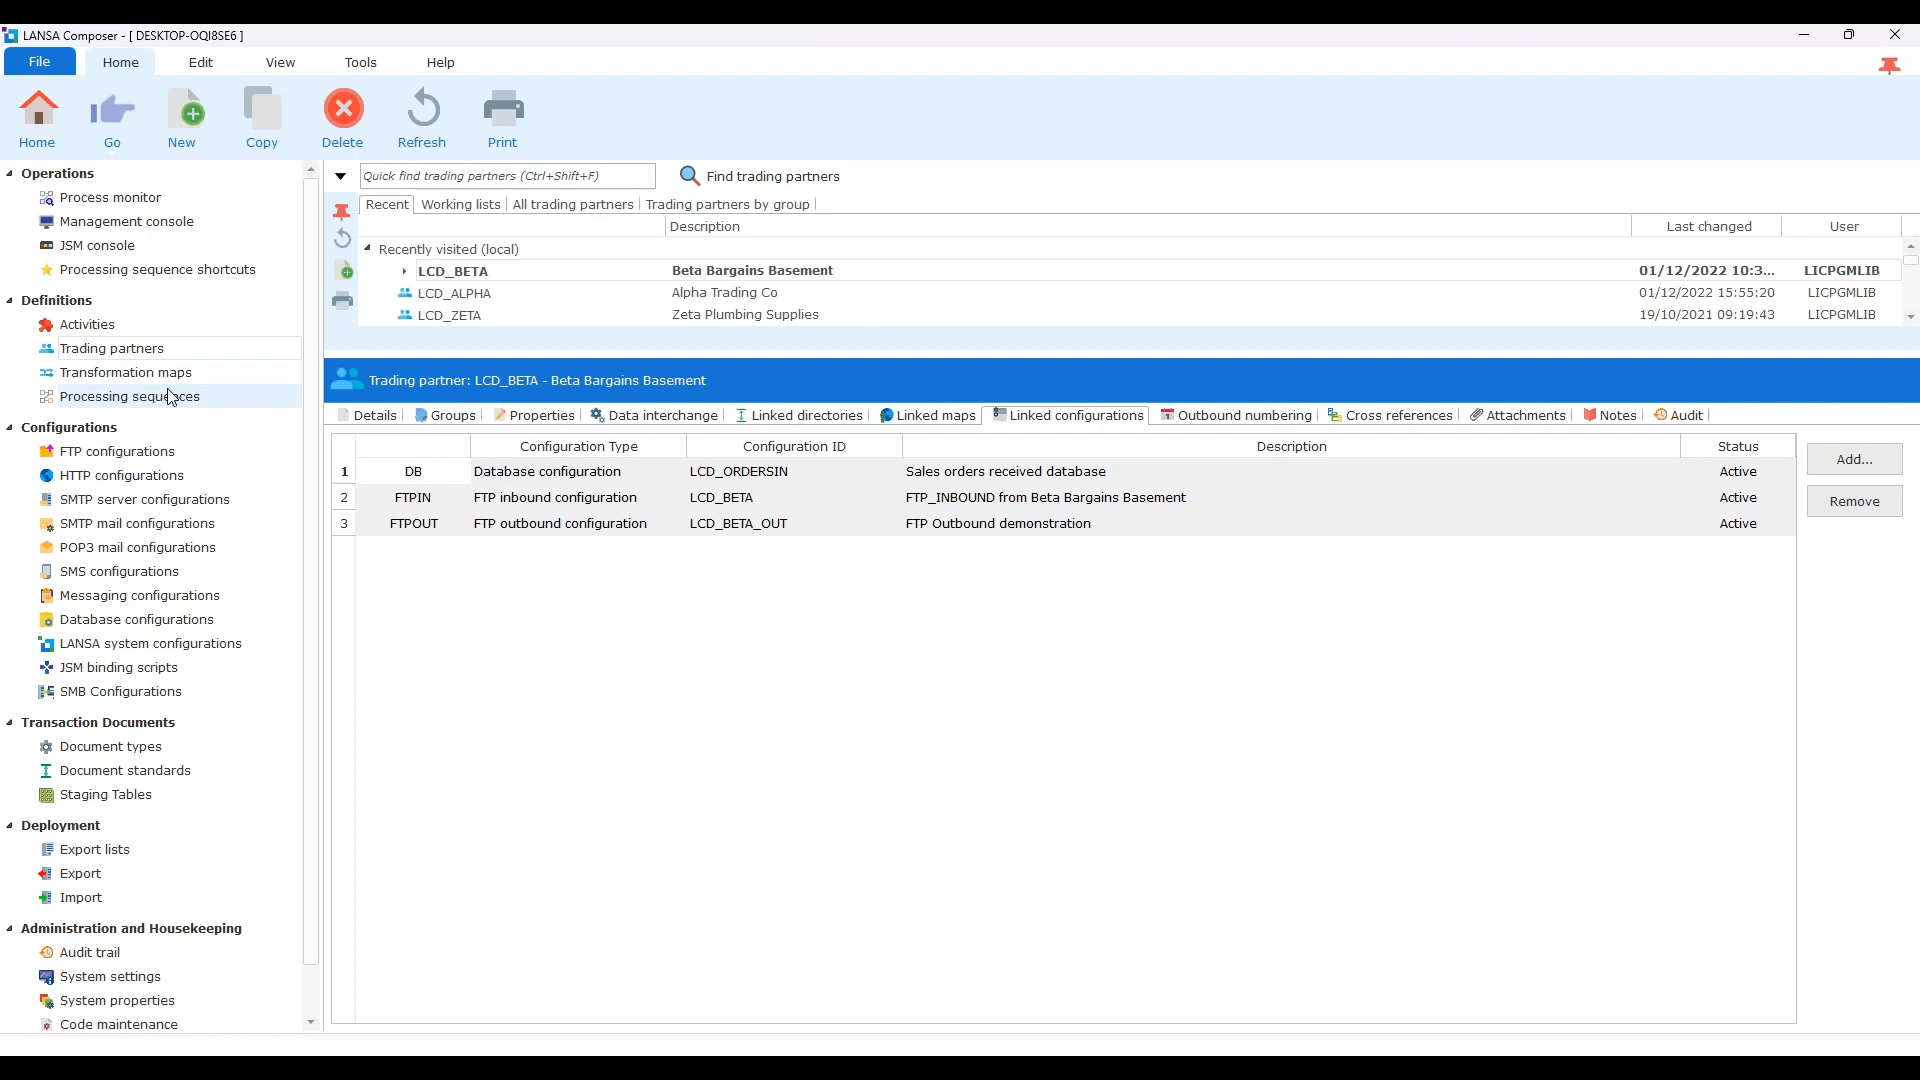 LANSA Composer - [ DESKTOP-OQI8SE6 ]
File Home Edit View Tools Help
Home Go New Copy Delete Refresh Print
Operations
Process monitor
Management console
JSM console
Processing sequence shortcuts
Definitions
Activities
Trading partners
Transformation maps
Processing sequences
Configurations
FTP configurations
HTTP configurations
SMTP server configurations
SMTP mail configurations
POP3 mail configurations
SMS configurations
Messaging configurations
Database configurations
LANSA system configurations
JSM binding scripts
SMB Configurations
Transaction Documents
Document types
Document standards
Staging Tables
Deployment
Export lists
Export
Import
Administration and Housekeeping
Audit trail
System settings
System properties
Code maintenance
Quick find trading partners (Ctrl+Shift+F) Find trading partners
Recent Working lists All trading partners Trading partners by group
Description Last changed User
Recently visited (local)
LCD_BETA Beta Bargains Basement 01/12/2022 10:3... LICPGMLIB
LCD_ALPHA Alpha Trading Co 01/12/2022 15:55:20 LICPGMLIB
LCD_ZETA Zeta Plumbing Supplies 19/10/2021 09:19:43 LICPGMLIB
Trading partner: LCD_BETA - Beta Bargains Basement
Details Groups Properties Data interchange Linked directories Linked maps Linked configurations Outbound numbering Cross references Attachments Notes Audit
Configuration Type Configuration ID Description Status
1 DB Database configuration LCD_ORDERSIN Sales orders received database Active
2 FTPIN FTP inbound configuration LCD_BETA FTP_INBOUND from Beta Bargains Basement Active
3 FTPOUT FTP outbound configuration LCD_BETA_OUT FTP Outbound demonstration Active
Add...
Remove